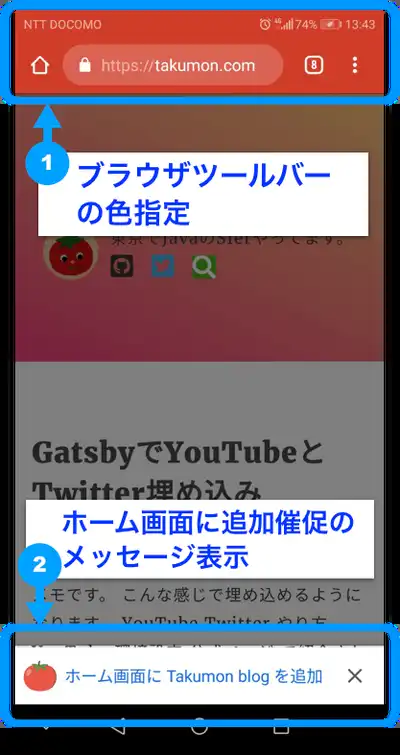 NTT DOCOMO 4G 74% 13:43
https://takumon.com 8
1
ブラウザツールバー
の色指定
東京でJavaのSIerやってます。
GatsbyでYouTubeと
Twitter埋め込み
ホーム画面に追加催促の
メッセージ表示
2
メモです。 こんな感じで埋め込めるように
なります。 YouTube Twitter やり方
ホーム画面に Takumon blog を追加